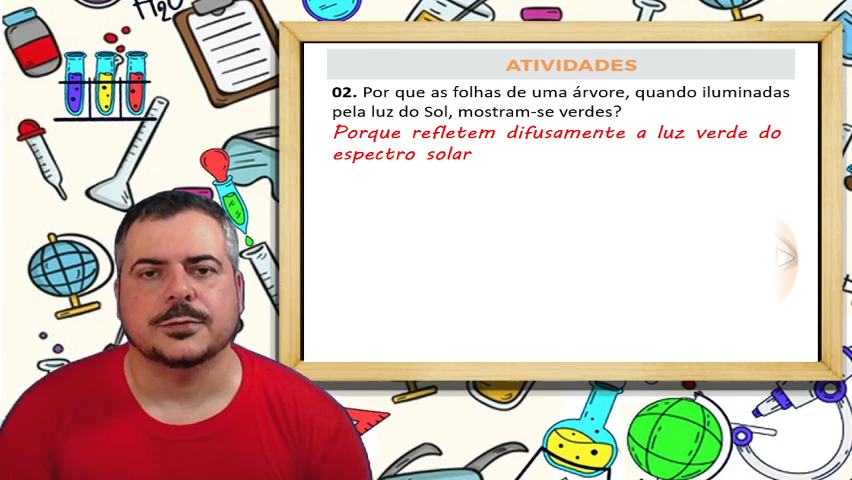 H₂O
ATIVIDADES
02. Por que as folhas de uma árvore, quando iluminadas
pela luz do Sol, mostram-se verdes?
Porque refletem difusamente a luz verde do
espectro solar